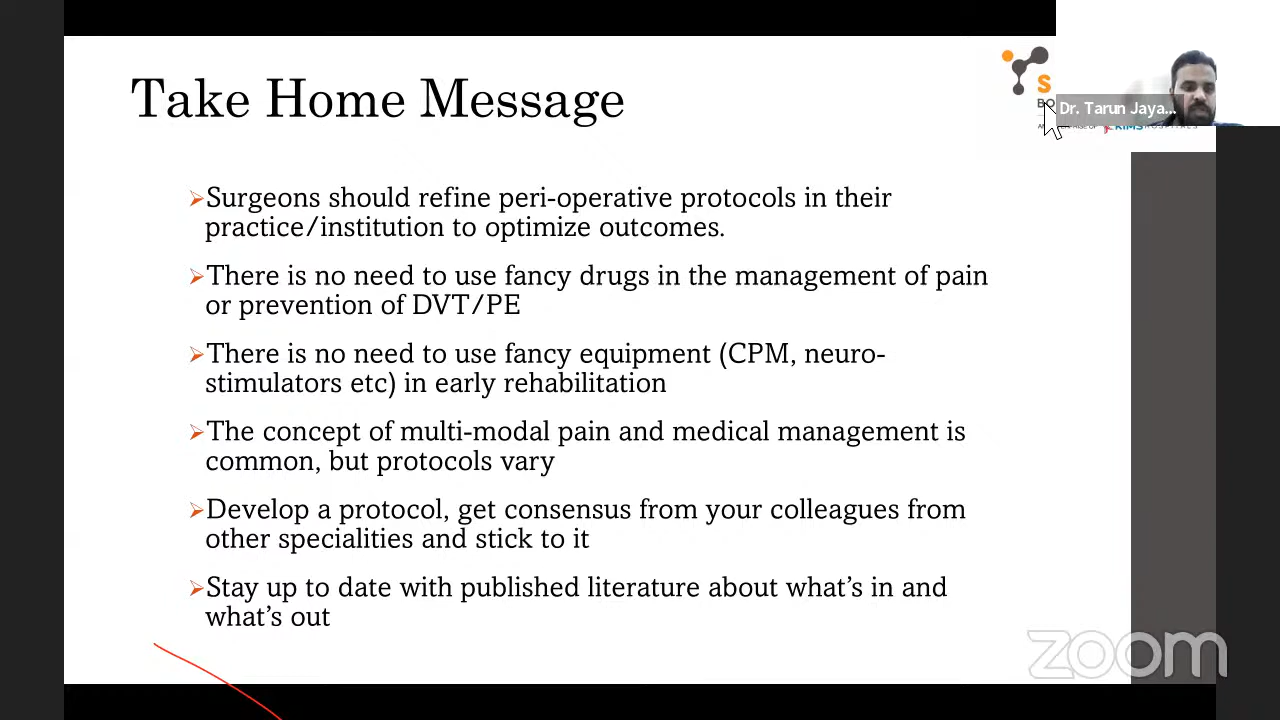 Take Home Message
S
BO
Dr. Tarun Jaya...
KIMS HOSPITALS
➢Surgeons should refine peri-operative protocols in their
practice/institution to optimize outcomes.
➢There is no need to use fancy drugs in the management of pain
or prevention of DVT/PE
➢There is no need to use fancy equipment (CPM, neuro-
stimulators etc) in early rehabilitation
➢The concept of multi-modal pain and medical management is
common, but protocols vary
➢Develop a protocol, get consensus from your colleagues from
other specialities and stick to it
➢Stay up to date with published literature about what's in and
what's out
zoom